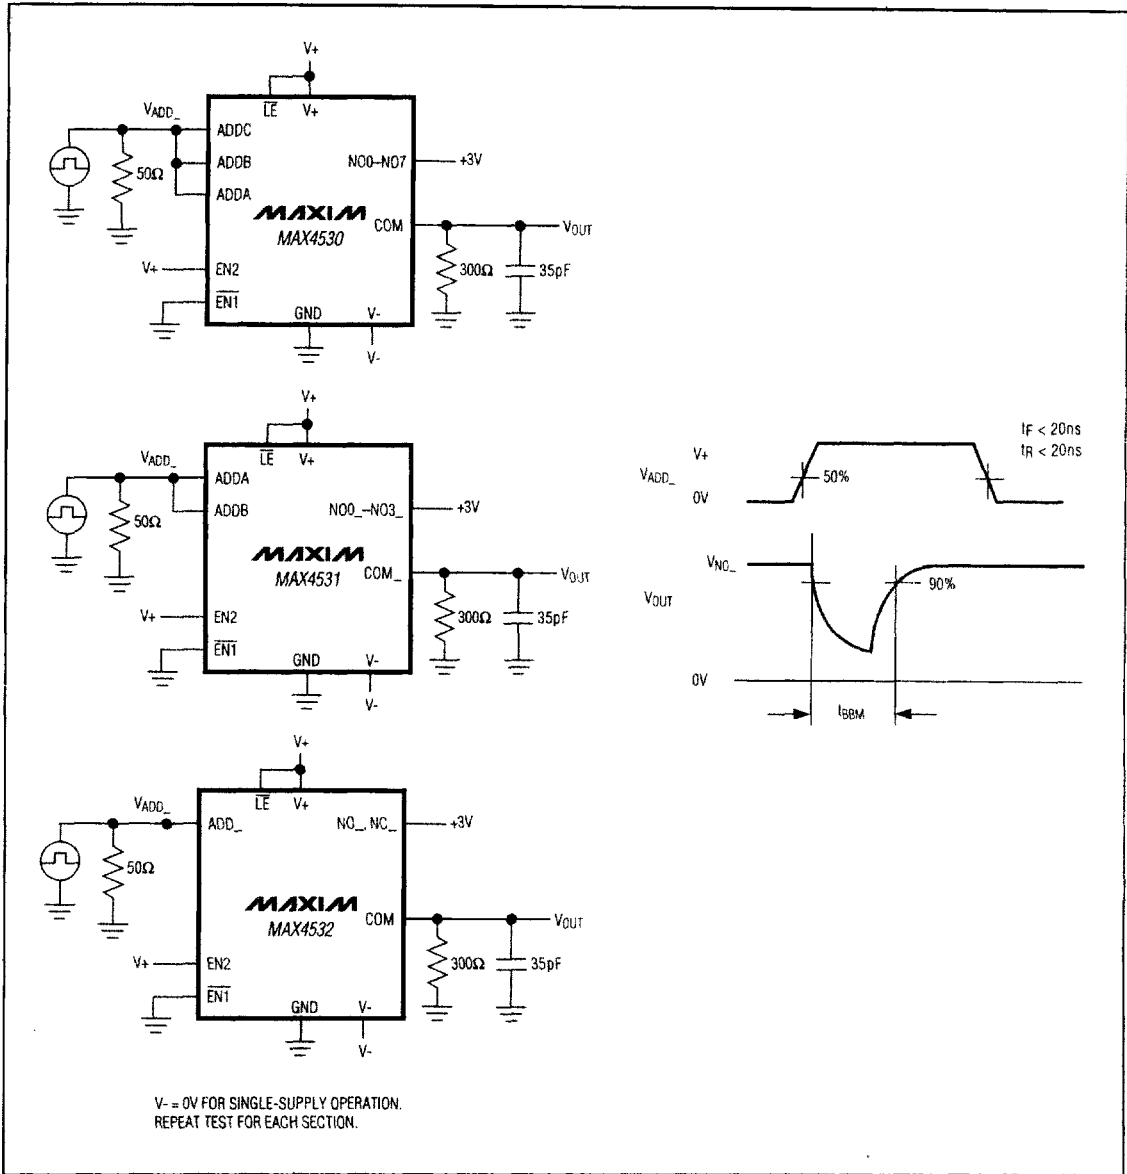 V+
LE V+
VADD_
ADDC
ADDB
ADDA
50Ω
NO0–NO7 +3V
MAXIM
MAX4530
COM VOUT
300Ω 35pF
V+ EN2
EN1
GND V-
V-
V+
LE V+
VADD_
ADDA
ADDB
50Ω
NO0_–NO3_ +3V
MAXIM
MAX4531
COM_ VOUT
300Ω 35pF
V+ EN2
EN1
GND V-
V-
V+
LE V+
VADD_
ADD_
50Ω
NO_, NC_ +3V
MAXIM
MAX4532
COM VOUT
300Ω 35pF
V+ EN2
EN1
GND V-
V-
V- = 0V FOR SINGLE-SUPPLY OPERATION.
REPEAT TEST FOR EACH SECTION.
tF < 20ns
tR < 20ns
V+
VADD_
50%
0V
VNO_
90%
VOUT
0V
tBBM